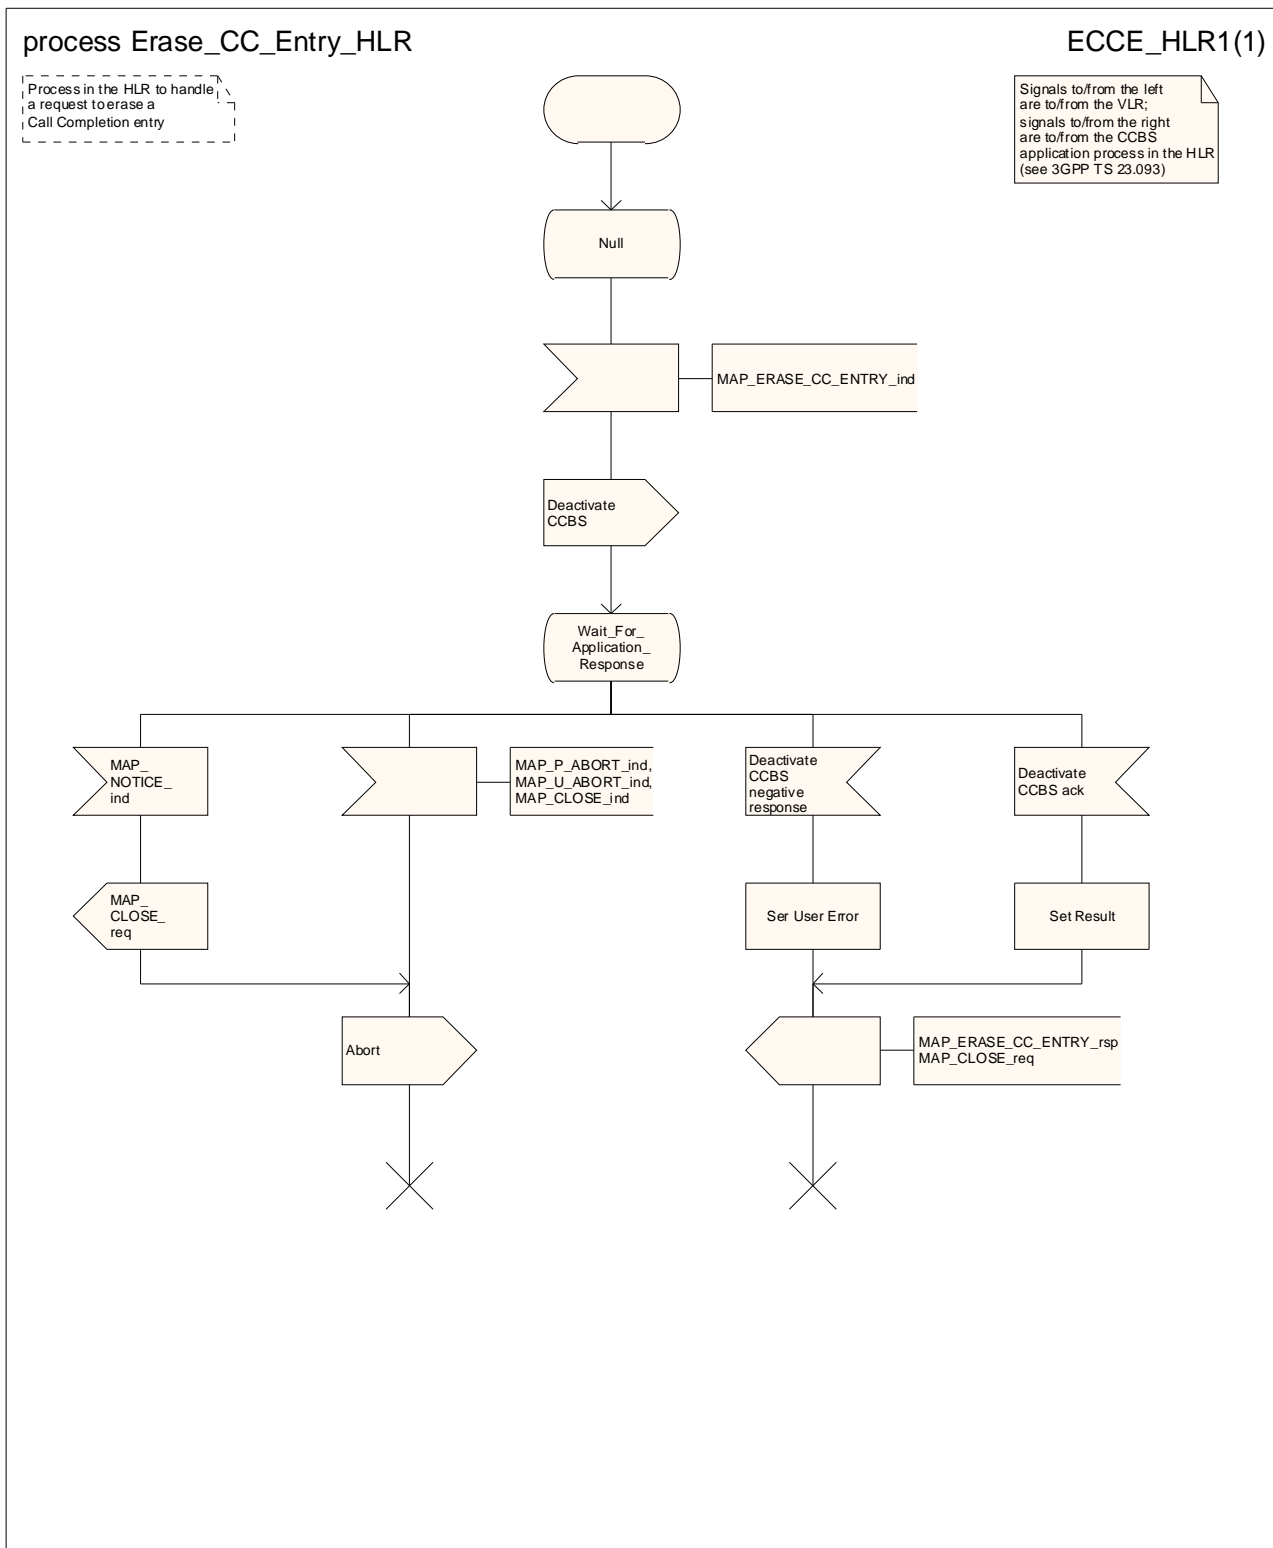 process Erase_CC_Entry_HLR
ECCE_HLR1(1)
Process in the HLR to handle
a request to erase a
Call Completion entry
Signals to/from the left
are to/from the VLR;
signals to/from the right
are to/from the CCBS
application process in the HLR
(see 3GPP TS 23.093)
Null
MAP_ERASE_CC_ENTRY_ind
Deactivate
CCBS
Wait_For_
Application_
Response
MAP_
NOTICE_
ind
MAP_P_ABORT_ind,
MAP_U_ABORT_ind,
MAP_CLOSE_ind
Deactivate
CCBS
negative
response
Deactivate
CCBS ack
MAP_
CLOSE_
req
Ser User Error
Set Result
Abort
MAP_ERASE_CC_ENTRY_rsp
MAP_CLOSE_req